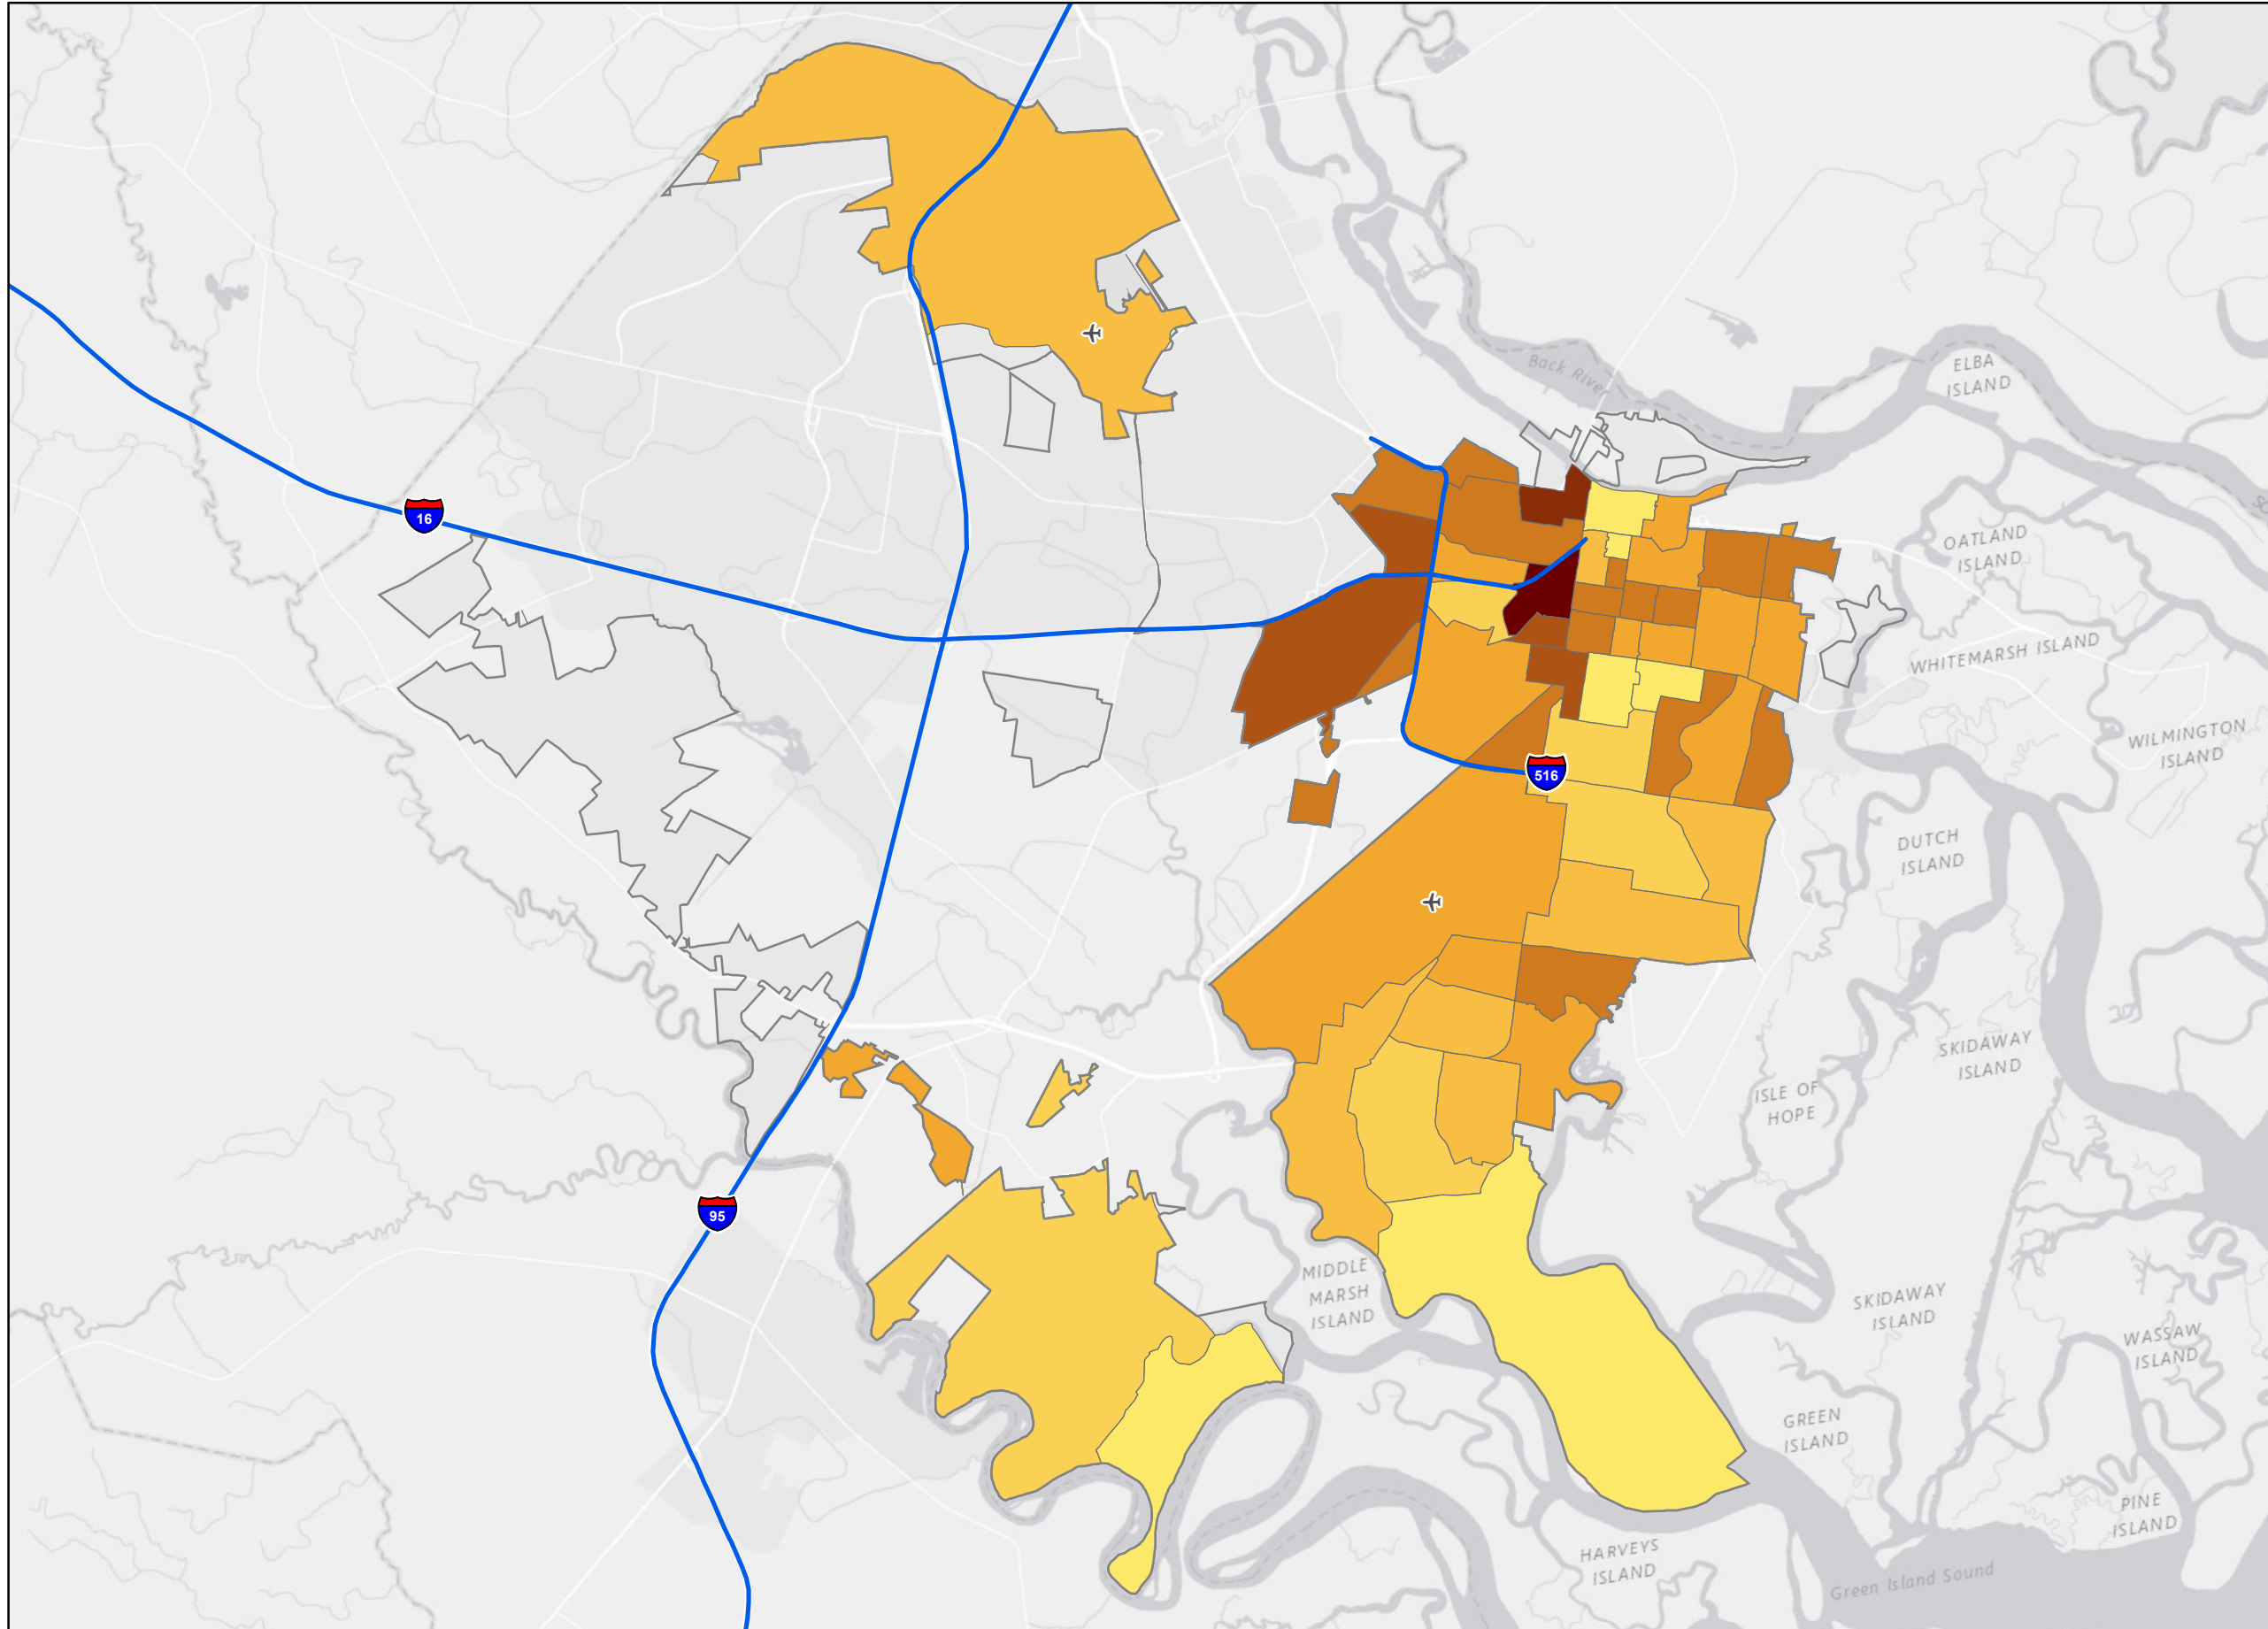 Back River
ELBA
ISLAND
16
OATLAND
ISLAND
WHITEMARSH ISLAND
WILMINGTON
ISLAND
516
DUTCH
ISLAND
SKIDAWAY
ISLAND
ISLE OF
HOPE
95
MIDDLE
MARSH
ISLAND
SKIDAWAY
ISLAND
WASSAW
ISLAND
GREEN
ISLAND
PINE
ISLAND
HARVEYS
ISLAND
Green Island Sound